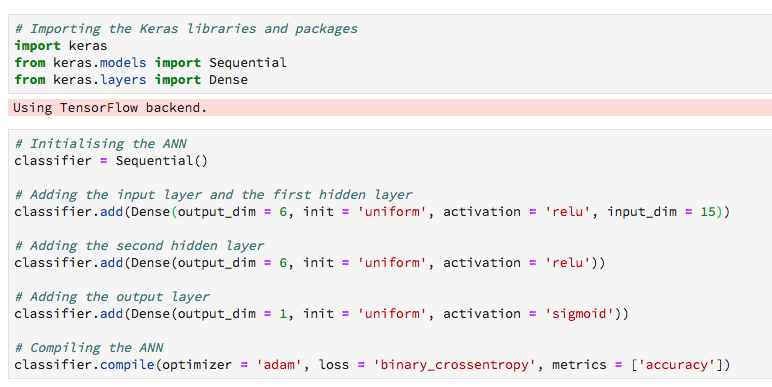 # Importing the Keras libraries and packages
import keras
from keras.models import Sequential
from keras.layers import Dense
Using TensorFlow backend.
# Initialising the ANN
classifier = Sequential()
# Adding the input layer and the first hidden layer
classifier.add(Dense(output_dim = 6, init = 'uniform', activation = 'relu', input_dim = 15))
# Adding the second hidden layer
classifier.add(Dense(output_dim = 6, init = 'uniform', activation = 'relu'))
# Adding the output layer
classifier.add(Dense(output_dim = 1, init = 'uniform', activation = 'sigmoid'))
# Compiling the ANN
classifier.compile(optimizer = 'adam', loss = 'binary_crossentropy', metrics = ['accuracy'])